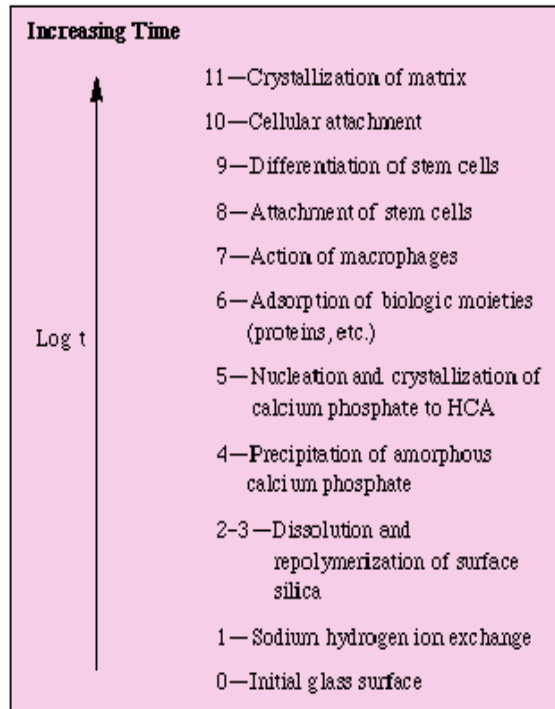 Increasing Time
11—Crystallization of matrix
10—Cellular attachment
9—Differentiation of stem cells
8—Attachment of stem cells
7—Action of macrophages
6—Adsorption of biologic moieties
(proteins, etc.)
Log t
5—Nucleation and crystallization of
calcium phosphate to HCA
4—Precipitation of amorphous
calcium phosphate
2–3—Dissolution and
repolymerization of surface
silica
1—Sodium hydrogen ion exchange
0—Initial glass surface